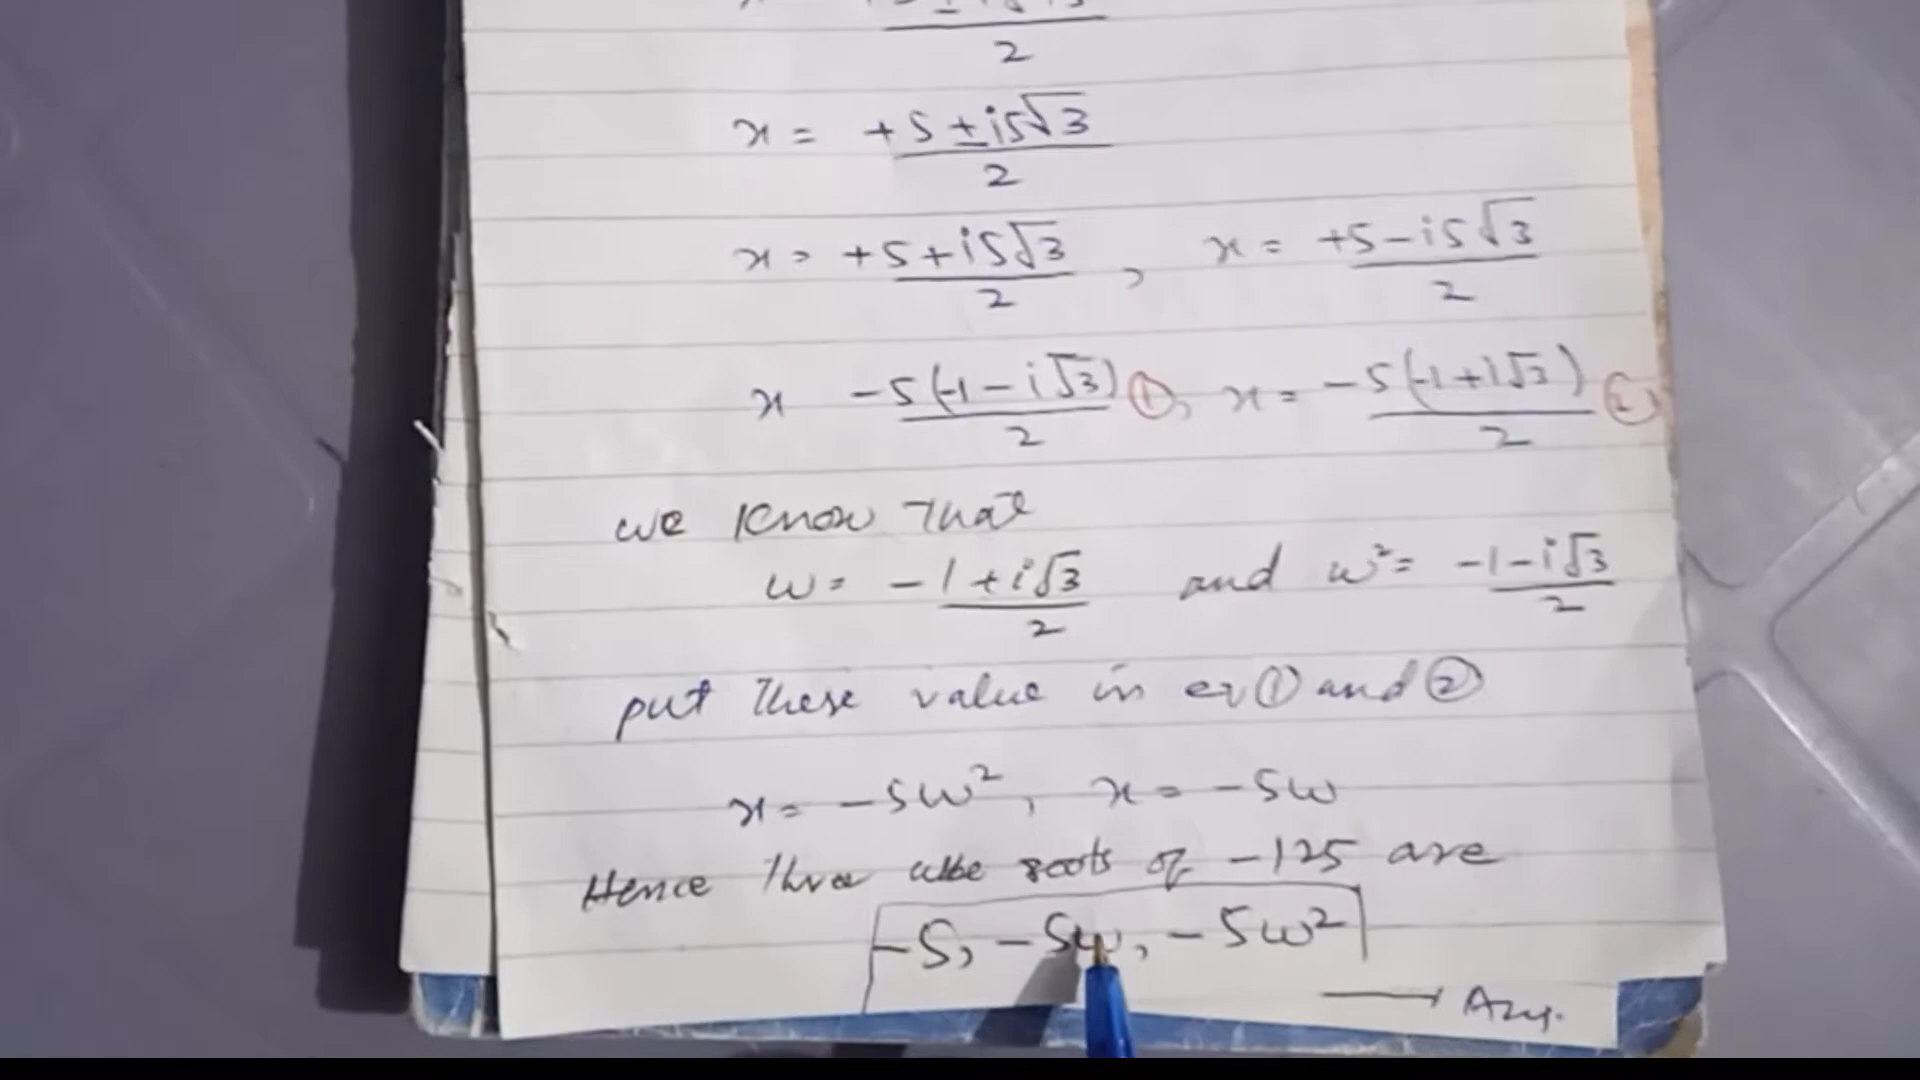 2
x = +5 ± i5√3
2
x = +5+i5√3 , x = +5-i5√3
2 2
x -5(-1-i√3) ①, x = -5(-1+i√3) ②
2 2
we know that
w = -1+i√3 and w² = -1-i√3
2 2
put these value in eq ① and ②
x = -5w², x = -5w
Hence three cube roots of -125 are
-5, -5w, -5w²
→ Ans.